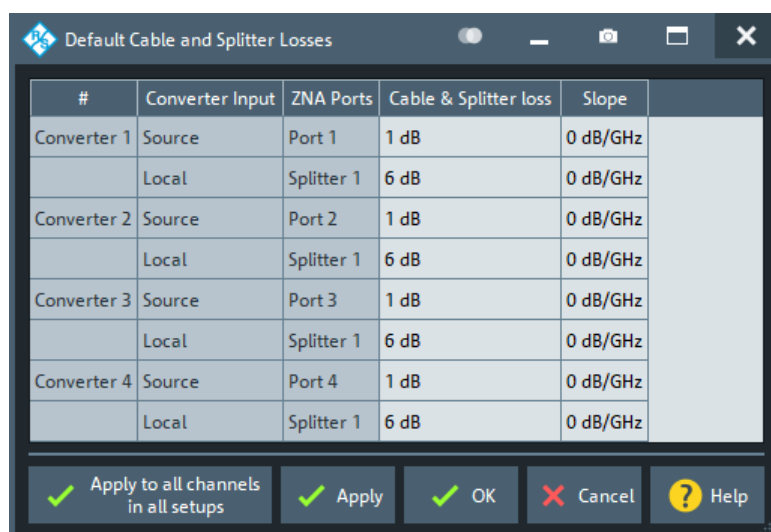 Default Cable and Splitter Losses
# Converter Input ZNA Ports Cable & Splitter loss Slope
Converter 1 Source Port 1 1 dB 0 dB/GHz
Local Splitter 1 6 dB 0 dB/GHz
Converter 2 Source Port 2 1 dB 0 dB/GHz
Local Splitter 1 6 dB 0 dB/GHz
Converter 3 Source Port 3 1 dB 0 dB/GHz
Local Splitter 1 6 dB 0 dB/GHz
Converter 4 Source Port 4 1 dB 0 dB/GHz
Local Splitter 1 6 dB 0 dB/GHz
Apply to all channels
in all setups
Apply
OK
Cancel
? Help